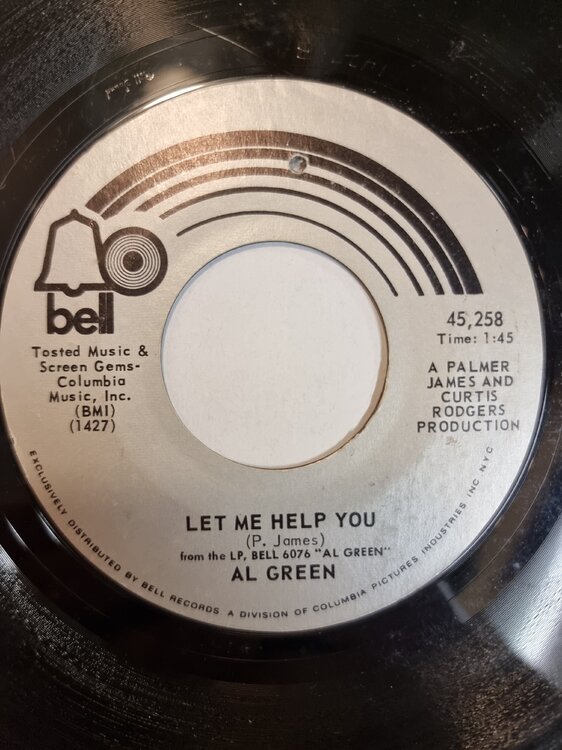 bell
45,258
Time: 1:45
Tosted Music &
Screen Gems-
Columbia
Music, Inc.
(BMI)
(1427)
A PALMER
JAMES AND
CURTIS
RODGERS
PRODUCTION
LET ME HELP YOU
(P. James)
from the LP, BELL 6076 "AL GREEN"
AL GREEN
EXCLUSIVELY DISTRIBUTED BY BELL RECORDS A DIVISION OF COLUMBIA PICTURES INDUSTRIES INC NYC